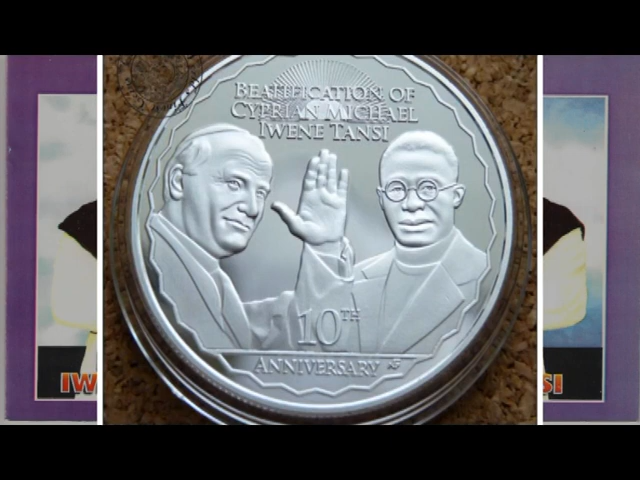 BEATIFICATION OF
CYPRIAN MICHAEL
IWENE TANSI
10TH
ANNIVERSARY
IW
SI